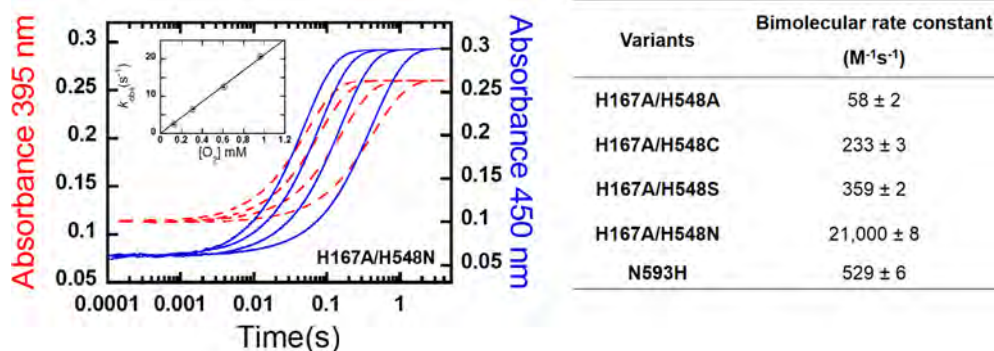 Absorbance 395 nm
0.3
0.25
0.2
0.15
0.1
0.05
0.0001
0.001
0.01
0.1
1
Time(s)
0.3
0.25
0.2
0.15
0.1
0.05
Absorbance 450 nm
k_obs(s⁻¹)
20
10
0
0
0.2
0.4
0.6
0.8
1
1.2
[O₂] mM
H167A/H548N
Variants Bimolecular rate constant
(M⁻¹s⁻¹)
H167A/H548A 58 ± 2
H167A/H548C 233 ± 3
H167A/H548S 359 ± 2
H167A/H548N 21,000 ± 8
N593H 529 ± 6